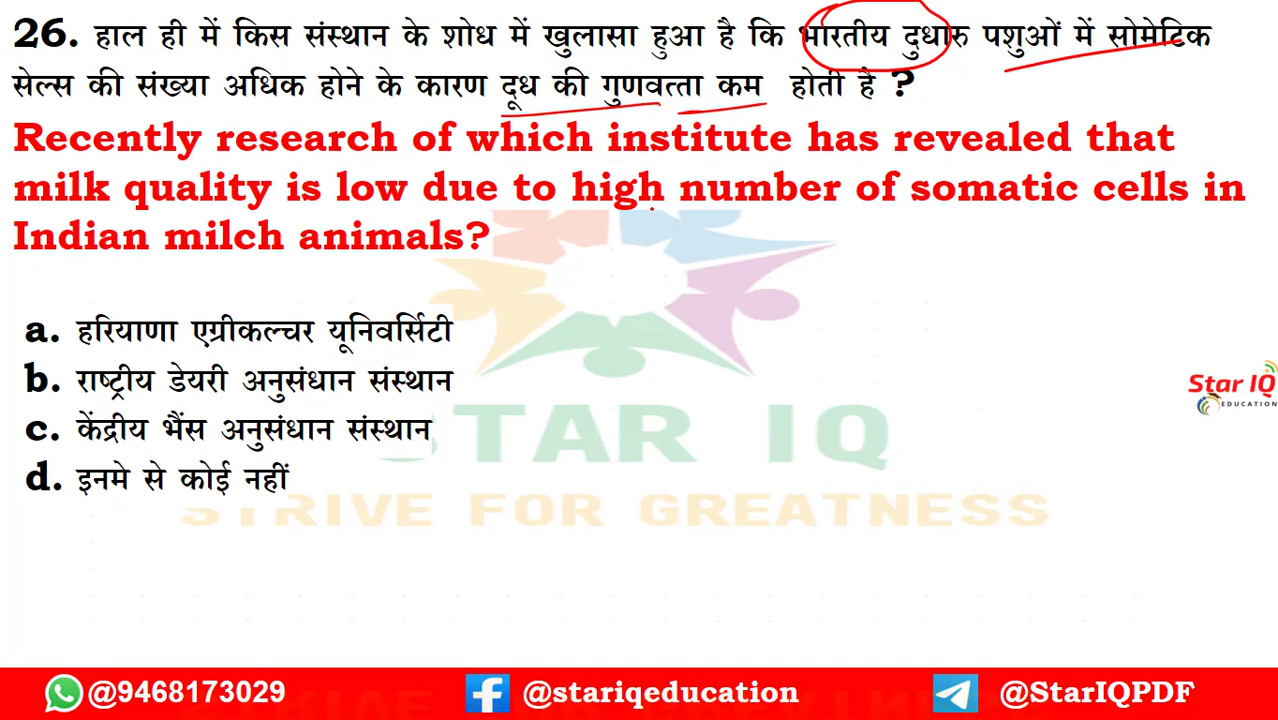 26. हाल ही में किस संस्थान के शोध में खुलासा हुआ है कि भारतीय दुधारु पशुओं में सोमेटिक
सेल्स की संख्या अधिक होने के कारण दूध की गुणवत्ता कम होती है ?
Recently research of which institute has revealed that
milk quality is low due to high number of somatic cells in
Indian milch animals?
a. हरियाणा एग्रीकल्चर यूनिवर्सिटी
b. राष्ट्रीय डेयरी अनुसंधान संस्थान
c. केंद्रीय भैंस अनुसंधान संस्थान
d. इनमे से कोई नहीं
Star IQ
EDUCATION
STAR IQ
STRIVE FOR GREATNESS
@9468173029 @stariqeducation @StarIQPDF